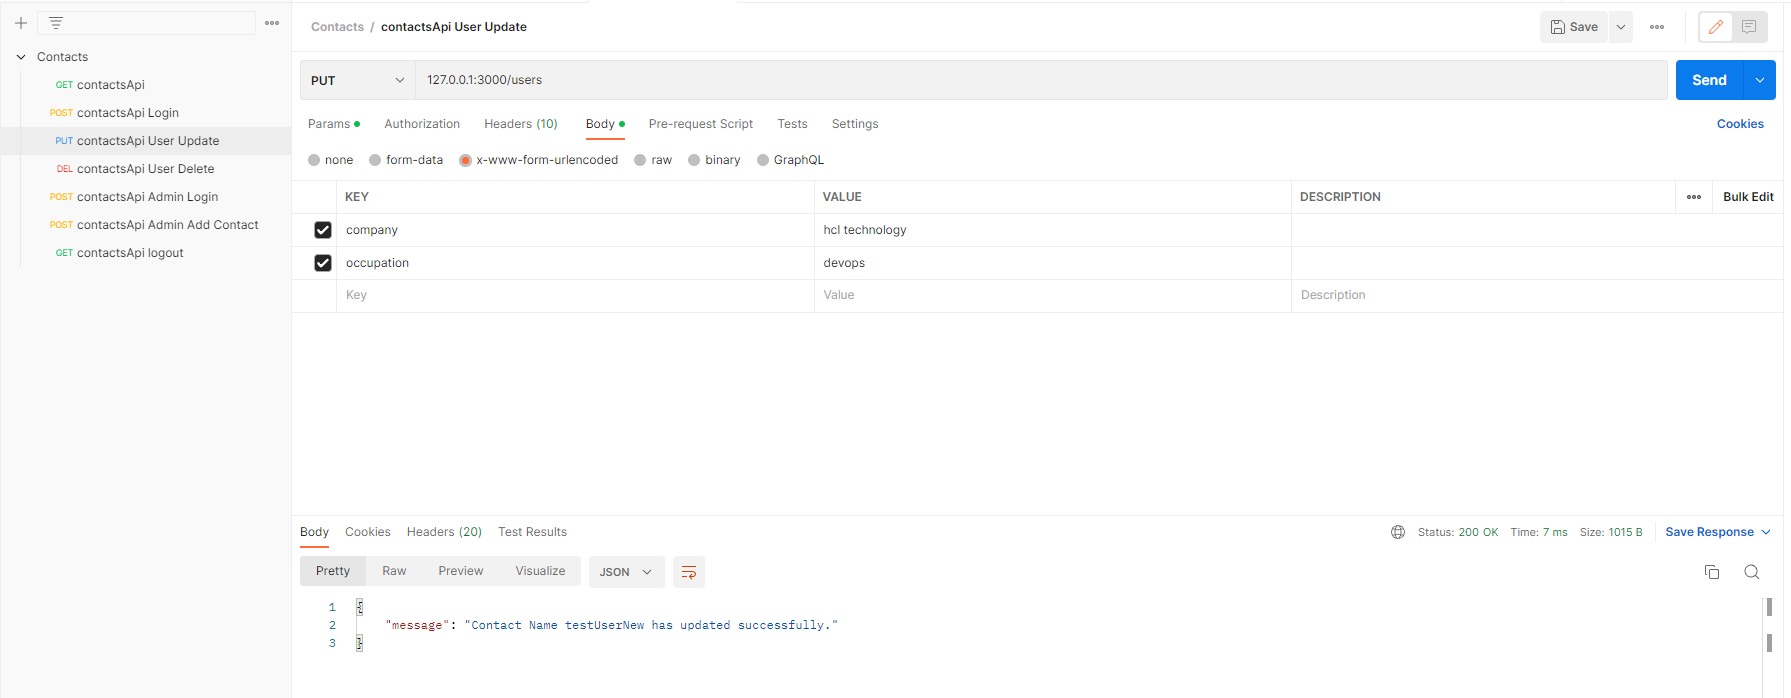 Contacts
GET contactsApi
POST contactsApi Login
PUT contactsApi User Update
DEL contactsApi User Delete
POST contactsApi Admin Login
POST contactsApi Admin Add Contact
GET contactsApi logout
Contacts / contactsApi User Update
Save
PUT 127.0.0.1:3000/users Send
Params Authorization Headers (10) Body Pre-request Script Tests Settings Cookies
none form-data x-www-form-urlencoded raw binary GraphQL
KEY VALUE DESCRIPTION Bulk Edit
company hcl technology
occupation devops
Key Value Description
Body Cookies Headers (20) Test Results Status: 200 OK Time: 7 ms Size: 1015 B Save Response
Pretty Raw Preview Visualize JSON
1 {
2 "message": "Contact Name testUserNew has updated successfully."
3 }